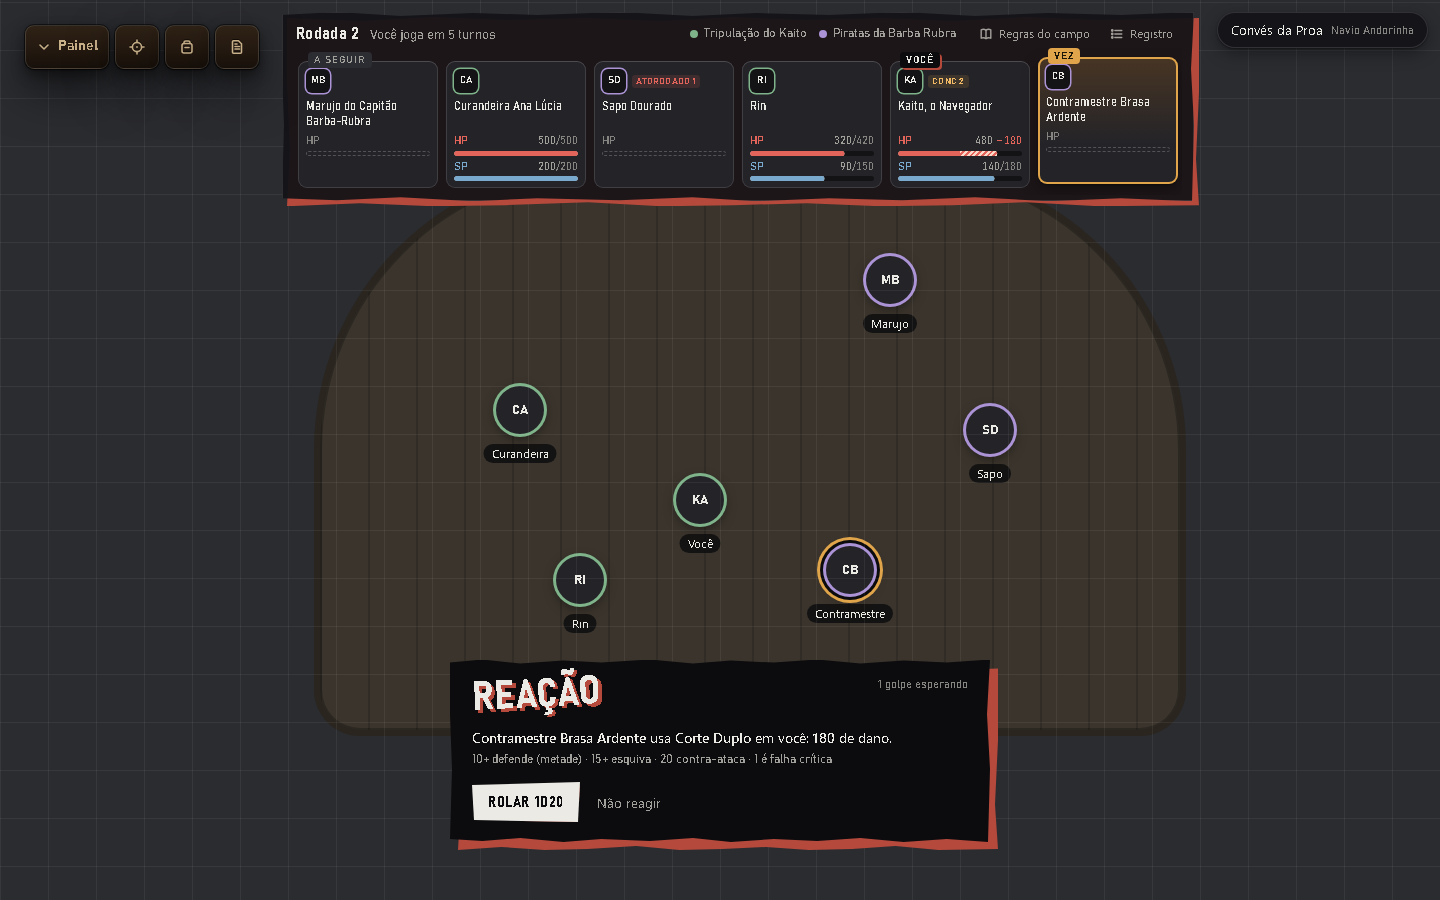 Painel
Rodada 2 Você joga em 5 turnos
Tripulação do Kaito Piratas da Barba Rubra Regras do campo Registro
Convés da Proa Navio Andorinha
A SEGUIR
MB
Marujo do Capitão
Barba-Rubra
HP
CA
Curandeira Ana Lúcia
HP 500/500
SP 200/200
SD ATORDOADO 1
Sapo Dourado
HP
RI
Rin
HP 320/420
SP 90/150
VOCÊ
KA CONC 2
Kaito, o Navegador
HP 480 −180
SP 140/180
VEZ
CB
Contramestre Brasa
Ardente
HP
MB
Marujo
CA
Curandeira
SD
Sapo
KA
Você
CB
Contramestre
RI
Rin
REAÇÃO
1 golpe esperando
Contramestre Brasa Ardente usa Corte Duplo em você: 180 de dano.
10+ defende (metade) · 15+ esquiva · 20 contra-ataca · 1 é falha crítica
ROLAR 1D20 Não reagir